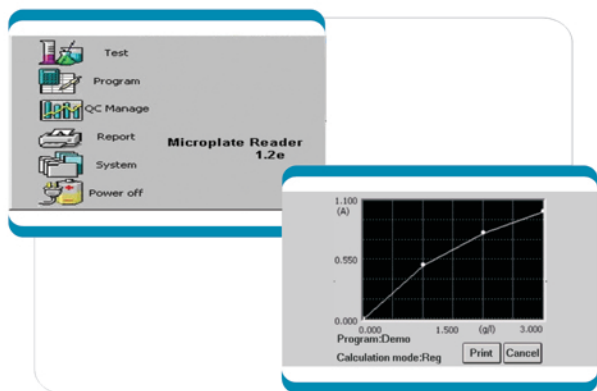 Test
Program
QC Manage
Report
System
Power off
Microplate Reader
1.2e
1.100
(A)
0.550
0.000
0.000 1.500 (g/l) 3.000
Program:Demo
Calculation mode:Reg
Print Cancel